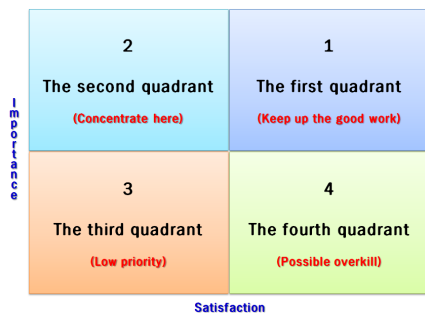 2
The second quadrant
(Concentrate here)
1
The first quadrant
(Keep up the good work)
Importance
3
The third quadrant
(Low priority)
4
The fourth quadrant
(Possible overkill)
Satisfaction